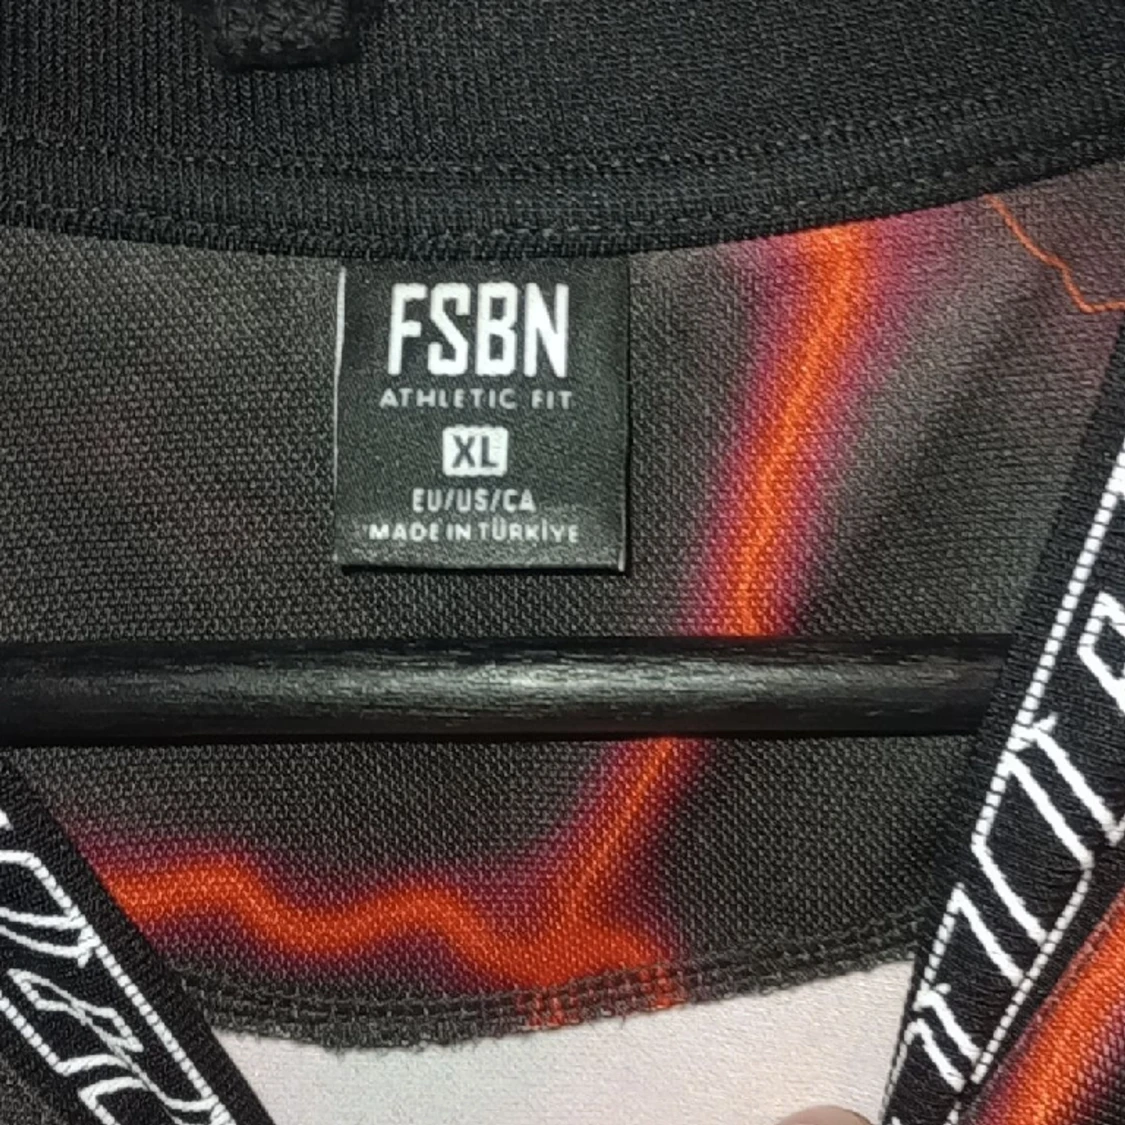 FSBN
ATHLETIC FIT
XL
EU/US/CA
MADE IN TÜRKİYE